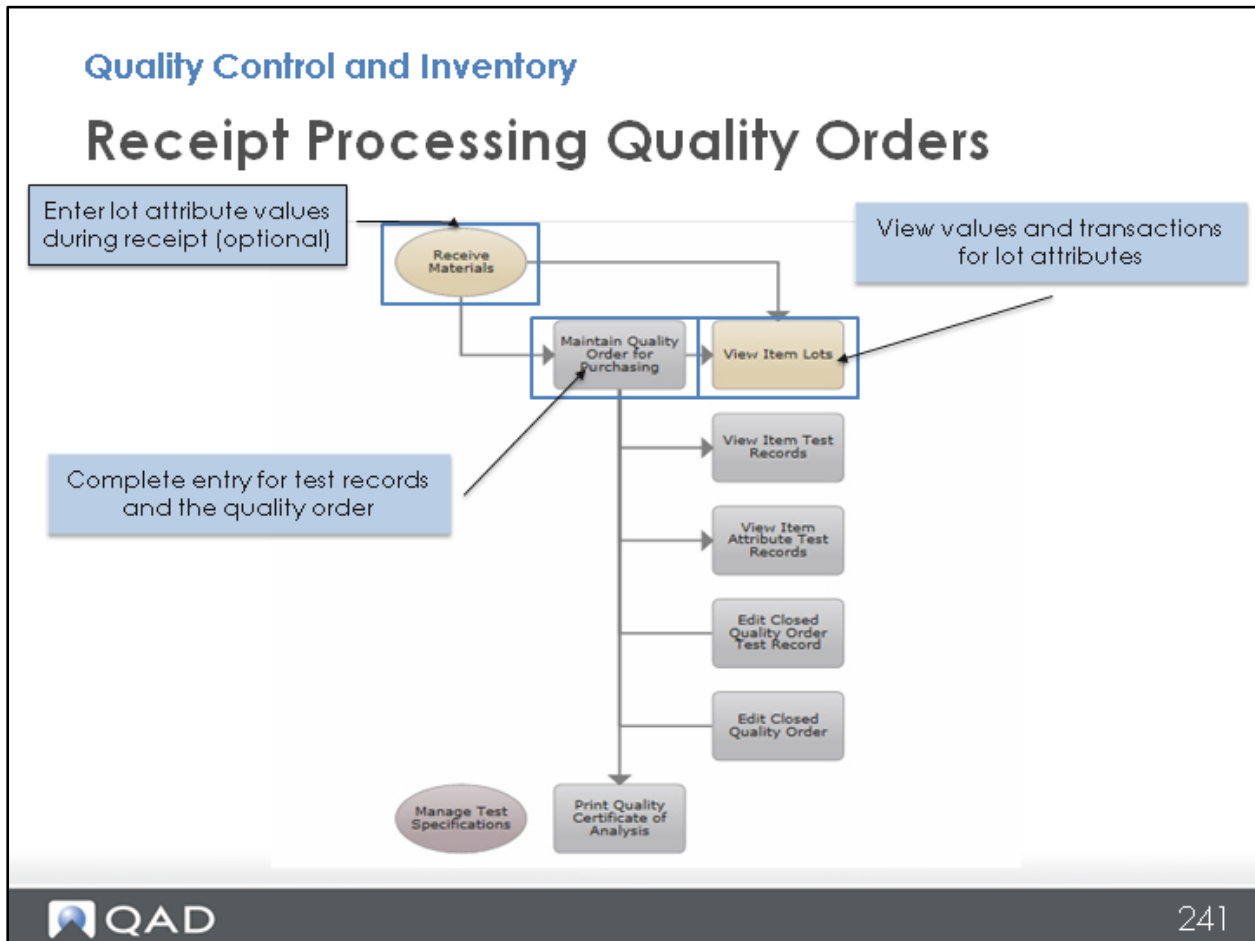 Quality Control and Inventory
Receipt Processing Quality Orders
Enter lot attribute values
during receipt (optional)
View values and transactions
for lot attributes
Receive
Materials
Maintain Quality
Order for
Purchasing
View Item Lots
View Item Test
Records
Complete entry for test records
and the quality order
View Item
Attribute Test
Records
Edit Closed
Quality Order
Test Record
Edit Closed
Quality Order
Manage Test
Specifications
Print Quality
Certificate of
Analysis
QAD
241